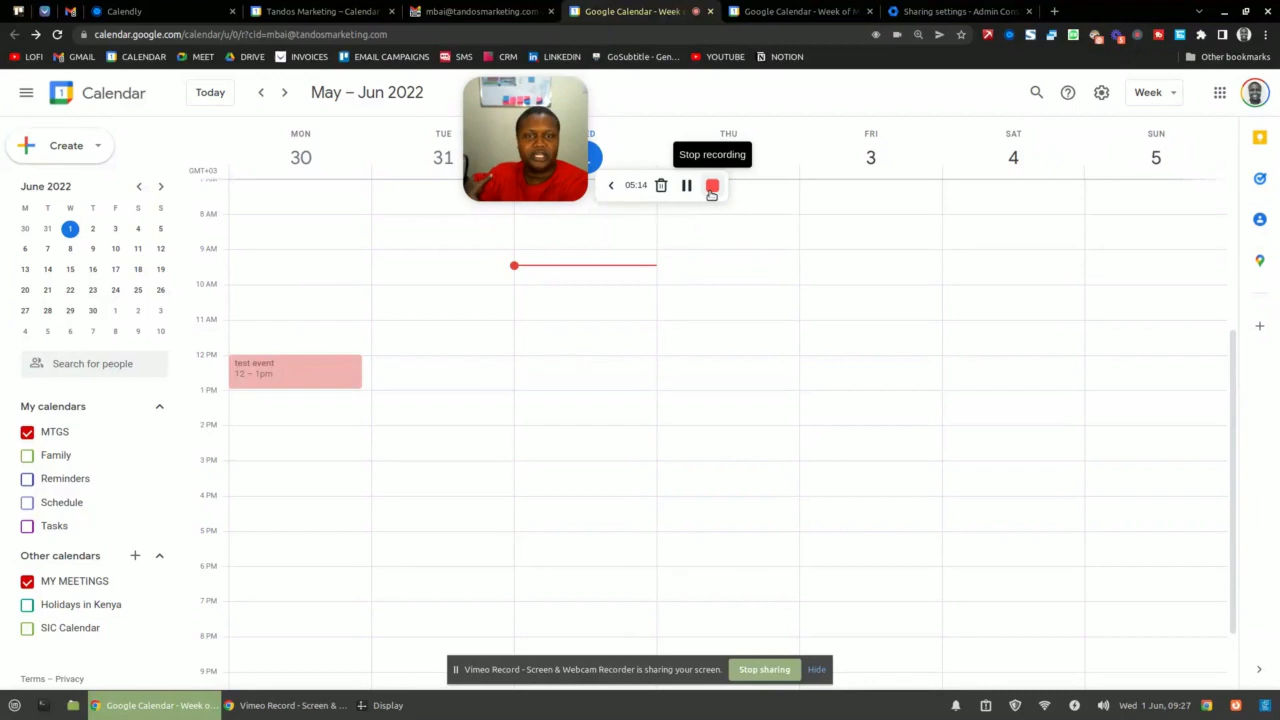 Calendly
Tandos Marketing – Calendar
mbai@tandosmarketing.com
Google Calendar - Week
Google Calendar - Week of M
Sharing settings - Admin Con
calendar.google.com/calendar/u/0/r?cid=mbai@tandosmarketing.com
LOFI
GMAIL
CALENDAR
MEET
DRIVE
INVOICES
EMAIL CAMPAIGNS
SMS
CRM
LINKEDIN
GoSubtitle - Gen...
YOUTUBE
NOTION
Other bookmarks
Calendar
Today
May – Jun 2022
Week
Create
MON
TUE
ED
THU
FRI
SAT
SUN
30
31
3
4
5
Stop recording
05:14
GMT+03
June 2022
M T W T F S S
30 31 1 2 3 4 5
6 7 8 9 10 11 12
13 14 15 16 17 18 19
20 21 22 23 24 25 26
27 28 29 30 1 2 3
4 5 6 7 8 9 10
Search for people
My calendars
MTGS
Family
Reminders
Schedule
Tasks
Other calendars
MY MEETINGS
Holidays in Kenya
SIC Calendar
Terms – Privacy
8 AM
9 AM
10 AM
11 AM
12 PM
1 PM
2 PM
3 PM
4 PM
5 PM
6 PM
7 PM
8 PM
9 PM
test event
12 – 1pm
Vimeo Record - Screen & Webcam Recorder is sharing your screen.
Stop sharing
Hide
Google Calendar - Week o...
Vimeo Record - Screen & ...
Display
Wed 1 Jun, 09:27